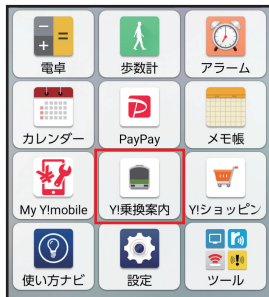 電卓
歩数計
アラーム
カレンダー
PayPay
メモ帳
My Y!mobile
Y!乗換案内
Y!ショッピン
使い方ナビ
設定
ツール